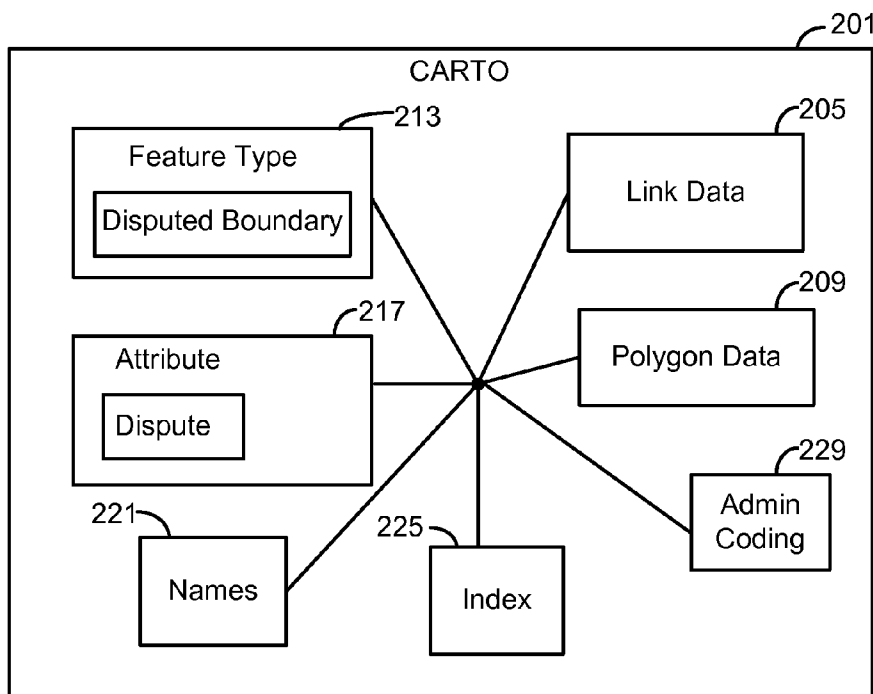 201
CARTO
213
Feature Type
Disputed Boundary
205
Link Data
217
Attribute
Dispute
209
Polygon Data
221
Names
225
Index
229
Admin
Coding